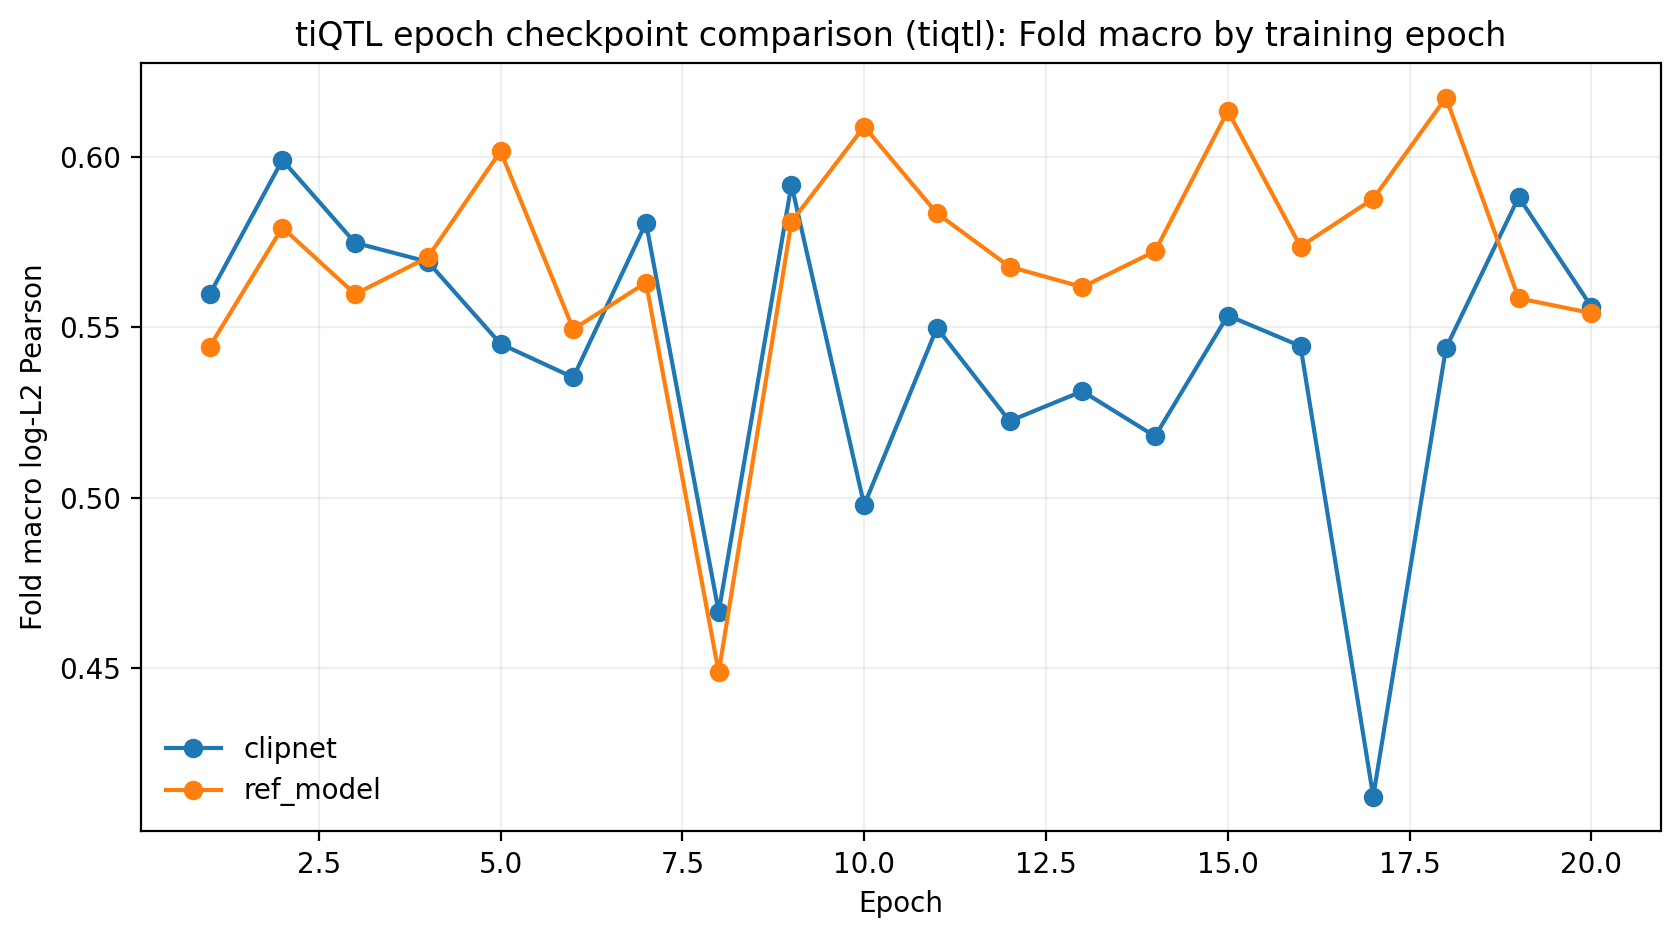 tiQTL epoch checkpoint comparison (tiqtl): Fold macro by training epoch
Fold macro log-L2 Pearson
0.60
0.55
0.50
0.45
clipnet
ref_model
2.5 5.0 7.5 10.0 12.5 15.0 17.5 20.0
Epoch